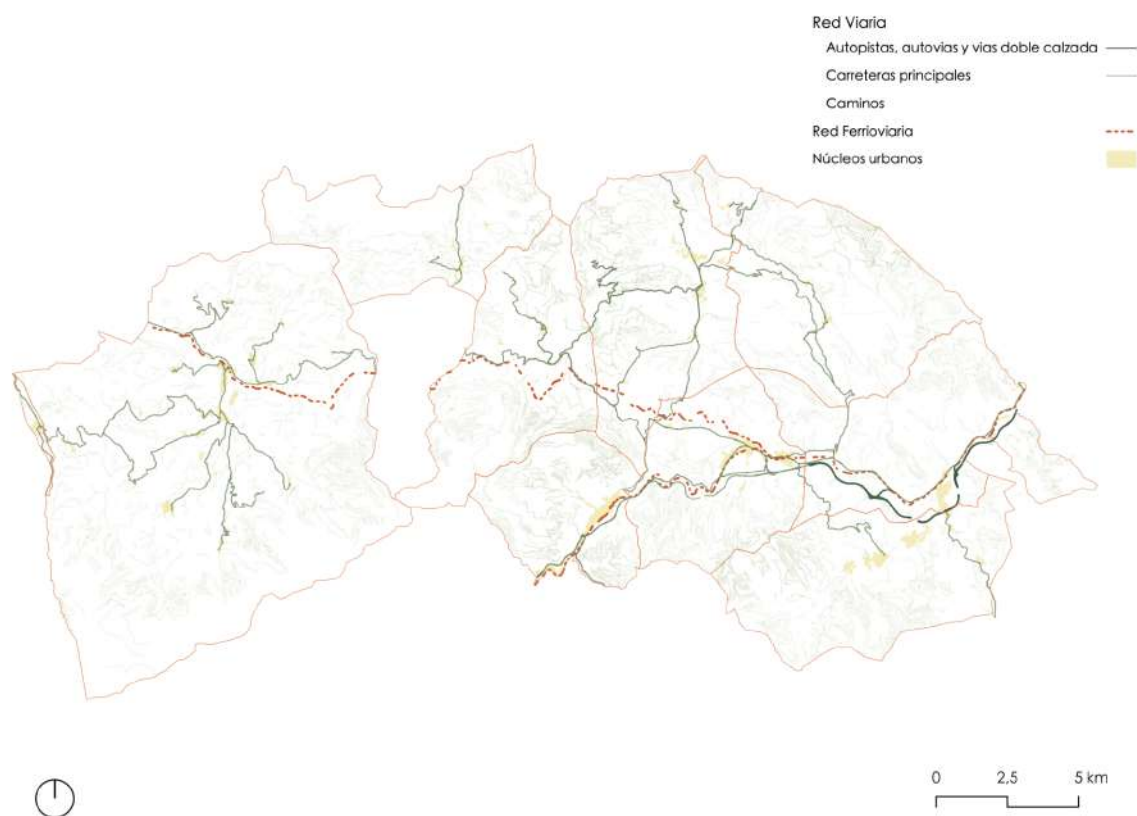 Red Viaria
Autopistas, autovias y vias doble calzada
Carreteras principales
Caminos
Red Ferrioviaria
Núcleos urbanos
0 2,5 5 km